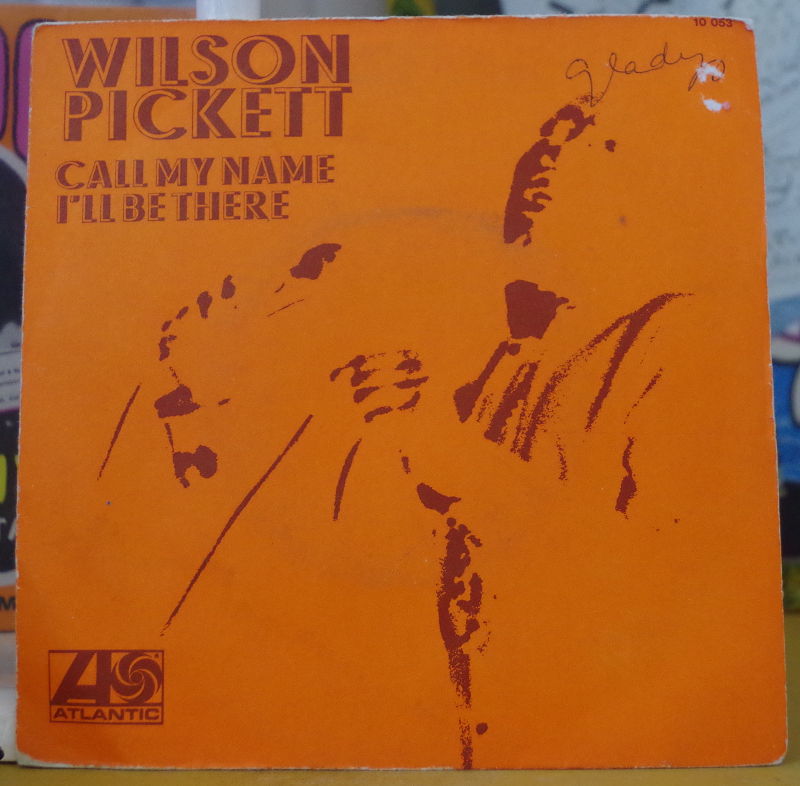 10 053
WILSON
PICKETT
gladys
CALL MY NAME
I'LL BE THERE
ATLANTIC